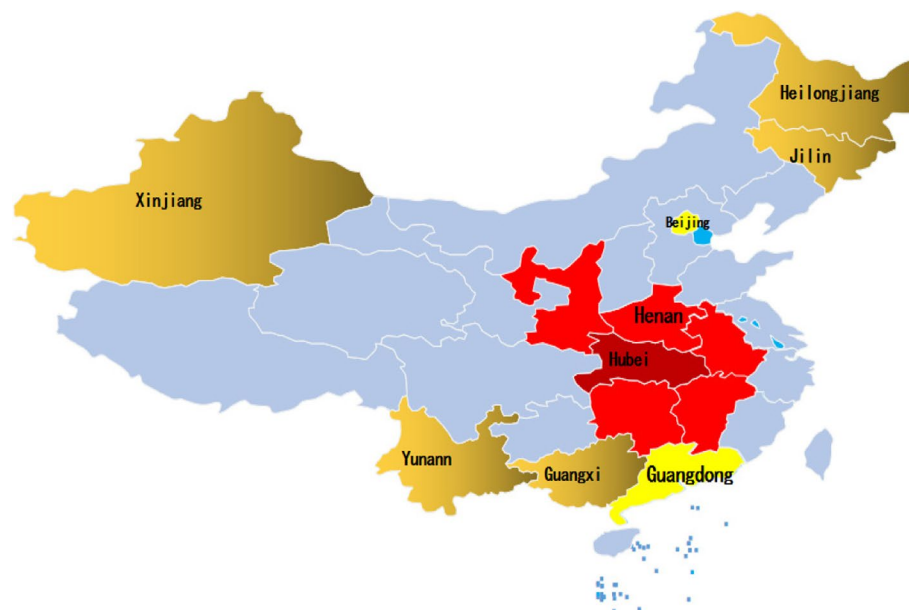 Heilongjiang
Jilin
Xinjiang
Beijing
Henan
Hubei
Yunann
Guangxi
Guangdong